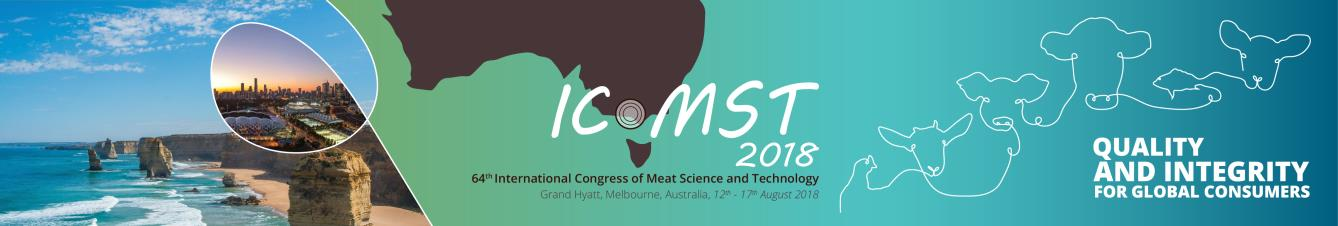 ICOMST
2018
64th International Congress of Meat Science and Technology
Grand Hyatt, Melbourne, Australia, 12th - 17th August 2018
QUALITY
AND INTEGRITY
FOR GLOBAL CONSUMERS